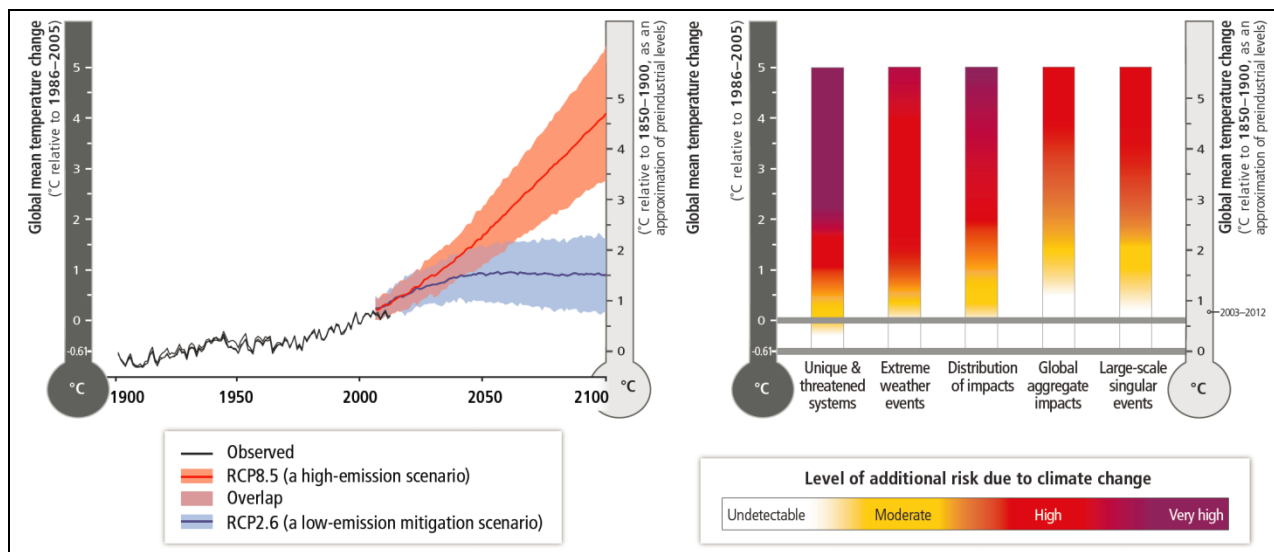 Global mean temperature change
(°C relative to 1986–2005)
5
4
3
2
1
0
-0.61
°C
(°C relative to 1850–1900, as an
approximation of preindustrial levels)
5
4
3
2
1
0
°C
1900
1950
2000
2050
2100
Observed
RCP8.5 (a high-emission scenario)
Overlap
RCP2.6 (a low-emission mitigation scenario)
Global mean temperature change
(°C relative to 1986–2005)
5
4
3
2
1
0
-0.61
°C
Global mean temperature change
(°C relative to 1850–1900, as an
approximation of preindustrial levels)
5
4
3
2
1
0
2003–2012
°C
Unique &
threatened
systems
Extreme
weather
events
Distribution
of impacts
Global
aggregate
impacts
Large-scale
singular
events
Level of additional risk due to climate change
Undetectable
Moderate
High
Very high